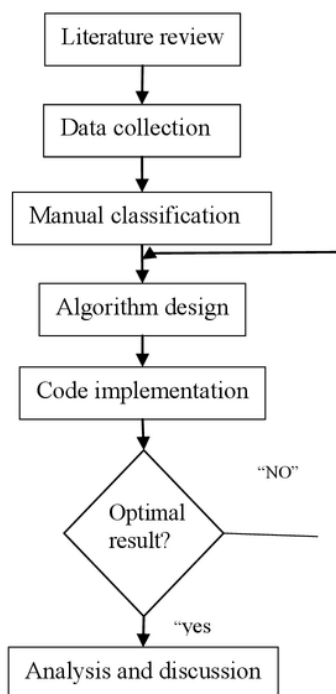 Literature review
Data collection
Manual classification
Algorithm design
Code implementation
“NO”
Optimal
result?
“yes
Analysis and discussion